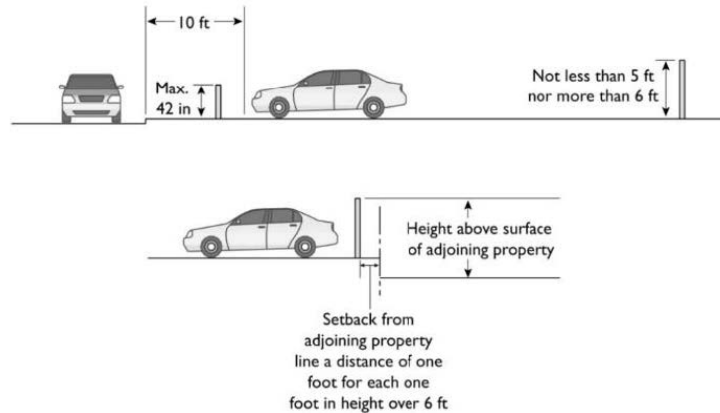 10 ft
Max.
42 in
Not less than 5 ft
nor more than 6 ft
Height above surface
of adjoining property
Setback from
adjoining property
line a distance of one
foot for each one
foot in height over 6 ft